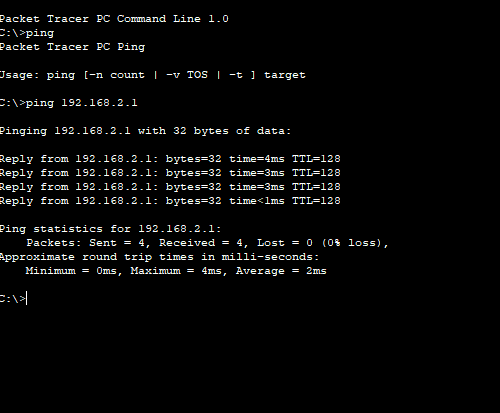 Packet Tracer PC Command Line 1.0
C:\>ping
Packet Tracer PC Ping
Usage: ping [-n count | -v TOS | -t ] target
C:\>ping 192.168.2.1
Pinging 192.168.2.1 with 32 bytes of data:
Reply from 192.168.2.1: bytes=32 time=4ms TTL=128
Reply from 192.168.2.1: bytes=32 time=3ms TTL=128
Reply from 192.168.2.1: bytes=32 time=3ms TTL=128
Reply from 192.168.2.1: bytes=32 time<1ms TTL=128
Ping statistics for 192.168.2.1:
    Packets: Sent = 4, Received = 4, Lost = 0 (0% loss),
Approximate round trip times in milli-seconds:
    Minimum = 0ms, Maximum = 4ms, Average = 2ms
C:\>